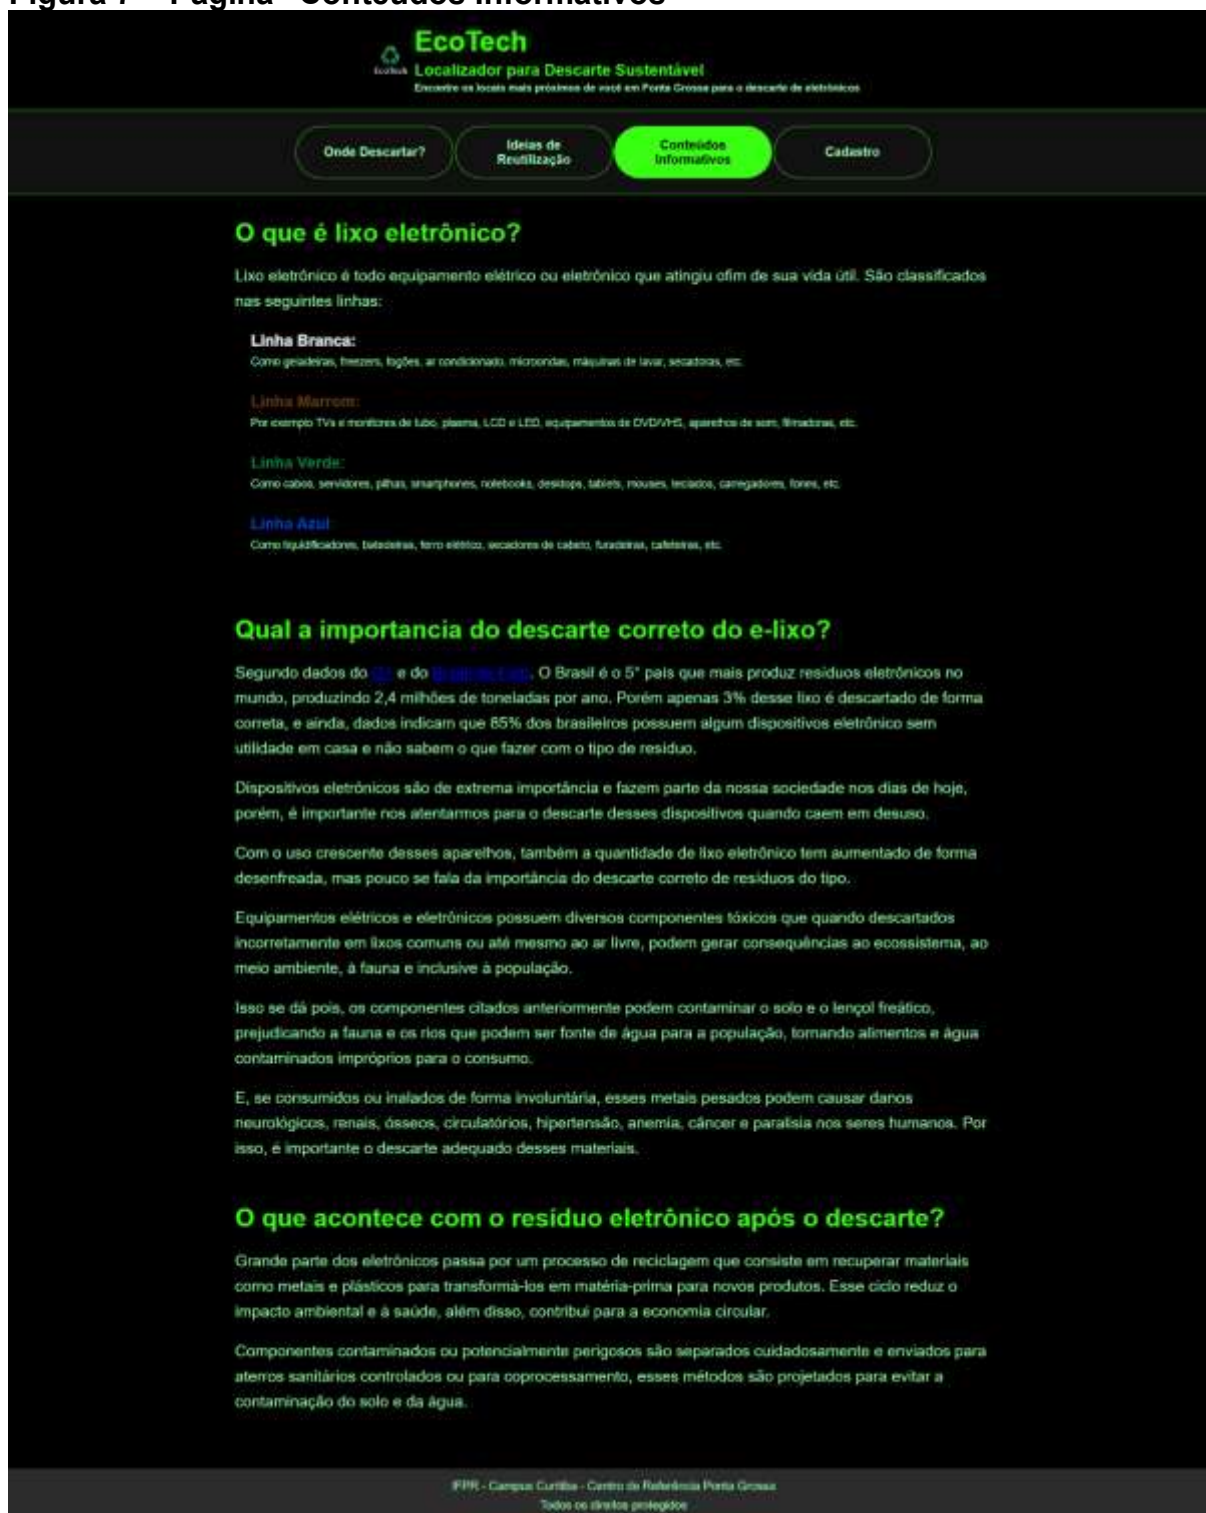 Figura 7 – Página "Conteúdos Informativos"
EcoTech
EcoTech
Localizador para Descarte Sustentável
Encontre os locais mais próximos de você em Ponta Grossa para o descarte de eletrônicos
Onde Descartar?
Ideias de
Reutilização
Conteúdos
Informativos
Cadastro
O que é lixo eletrônico?
Lixo eletrônico é todo equipamento elétrico ou eletrônico que atingiu ofim de sua vida útil. São classificados
nas seguintes linhas:
Linha Branca:
Como geladeiras, freezers, fogões, ar condicionado, microondas, máquinas de lavar, secadoras, etc.
Linha Marrom:
Por exemplo TVs e monitores de tubo, plasma, LCD e LED, equipamentos de DVD/VHS, aparelhos de som, filmadoras, etc.
Linha Verde:
Como cabos, servidores, pilhas, smartphones, notebooks, desktops, tablets, mouses, teclados, carregadores, fones, etc.
Linha Azul:
Como liquidificadores, batedeiras, ferro elétrico, secadores de cabelo, furadeiras, cafeteiras, etc.
Qual a importancia do descarte correto do e-lixo?
Segundo dados do e do . O Brasil é o 5° país que mais produz resíduos eletrônicos no
mundo, produzindo 2,4 milhões de toneladas por ano. Porém apenas 3% desse lixo é descartado de forma
correta, e ainda, dados indicam que 85% dos brasileiros possuem algum dispositivos eletrônico sem
utilidade em casa e não sabem o que fazer com o tipo de resíduo.
Dispositivos eletrônicos são de extrema importância e fazem parte da nossa sociedade nos dias de hoje,
porém, é importante nos atentarmos para o descarte desses dispositivos quando caem em desuso.
Com o uso crescente desses aparelhos, também a quantidade de lixo eletrônico tem aumentado de forma
desenfreada, mas pouco se fala da importância do descarte correto de resíduos do tipo.
Equipamentos elétricos e eletrônicos possuem diversos componentes tóxicos que quando descartados
incorretamente em lixos comuns ou até mesmo ao ar livre, podem gerar consequências ao ecossistema, ao
meio ambiente, à fauna e inclusive à população.
Isso se dá pois, os componentes citados anteriormente podem contaminar o solo e o lençol freático,
prejudicando a fauna e os rios que podem ser fonte de água para a população, tornando alimentos e água
contaminados impróprios para o consumo.
E, se consumidos ou inalados de forma involuntária, esses metais pesados podem causar danos
neurológicos, renais, ósseos, circulatórios, hipertensão, anemia, câncer e paralisia nos seres humanos. Por
isso, é importante o descarte adequado desses materiais.
O que acontece com o resíduo eletrônico após o descarte?
Grande parte dos eletrônicos passa por um processo de reciclagem que consiste em recuperar materiais
como metais e plásticos para transformá-los em matéria-prima para novos produtos. Esse ciclo reduz o
impacto ambiental e à saúde, além disso, contribui para a economia circular.
Componentes contaminados ou potencialmente perigosos são separados cuidadosamente e enviados para
aterros sanitários controlados ou para coprocessamento, esses métodos são projetados para evitar a
contaminação do solo e da água.
IFPR - Campus Curitiba - Centro de Referência Ponta Grossa
Todos os direitos protegidos